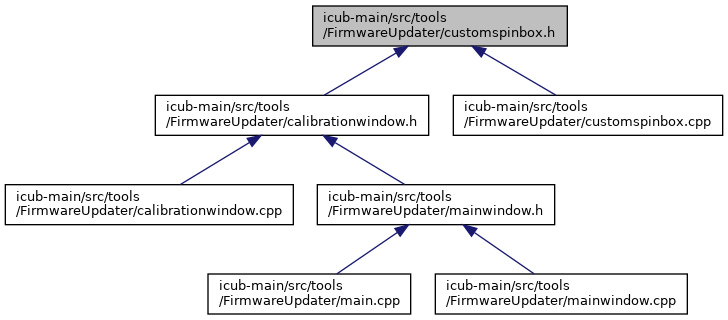 icub-main/src/tools
/FirmwareUpdater/customspinbox.h
icub-main/src/tools
/FirmwareUpdater/calibrationwindow.h
icub-main/src/tools
/FirmwareUpdater/customspinbox.cpp
icub-main/src/tools
/FirmwareUpdater/calibrationwindow.cpp
icub-main/src/tools
/FirmwareUpdater/mainwindow.h
icub-main/src/tools
/FirmwareUpdater/main.cpp
icub-main/src/tools
/FirmwareUpdater/mainwindow.cpp